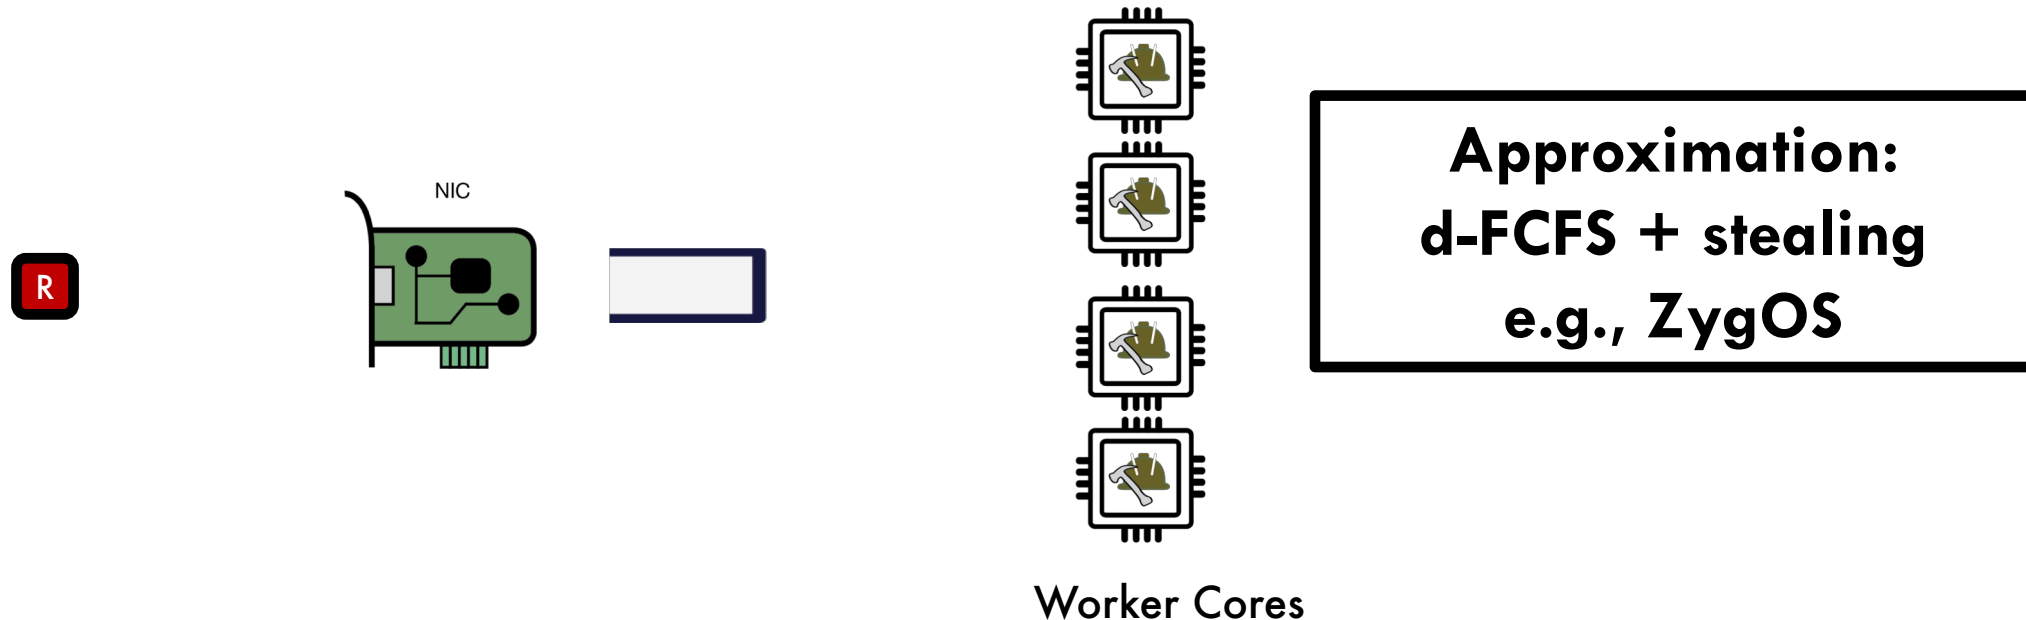 R
NIC
Approximation:
d-FCFS + stealing
e.g., ZygOS
Worker Cores